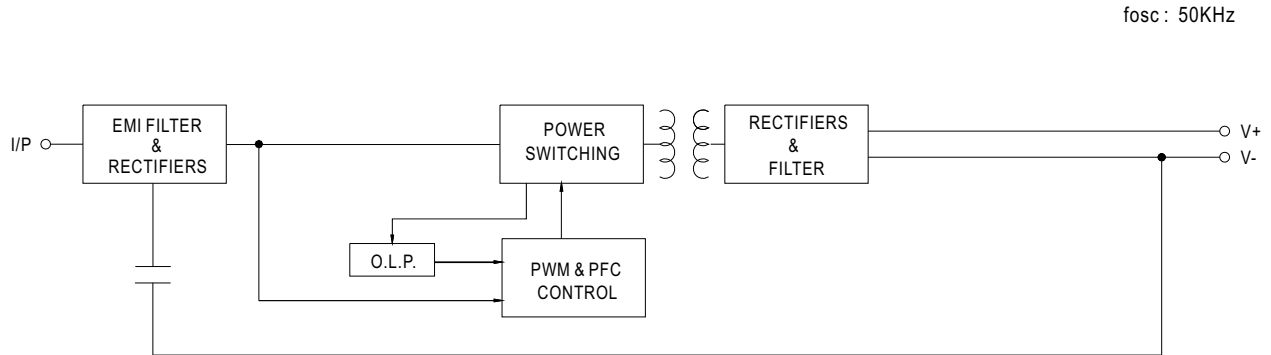 fosc : 50KHz
I/P
EMI FILTER
&
RECTIFIERS
POWER
SWITCHING
RECTIFIERS
&
FILTER
V+
V-
O.L.P.
PWM & PFC
CONTROL